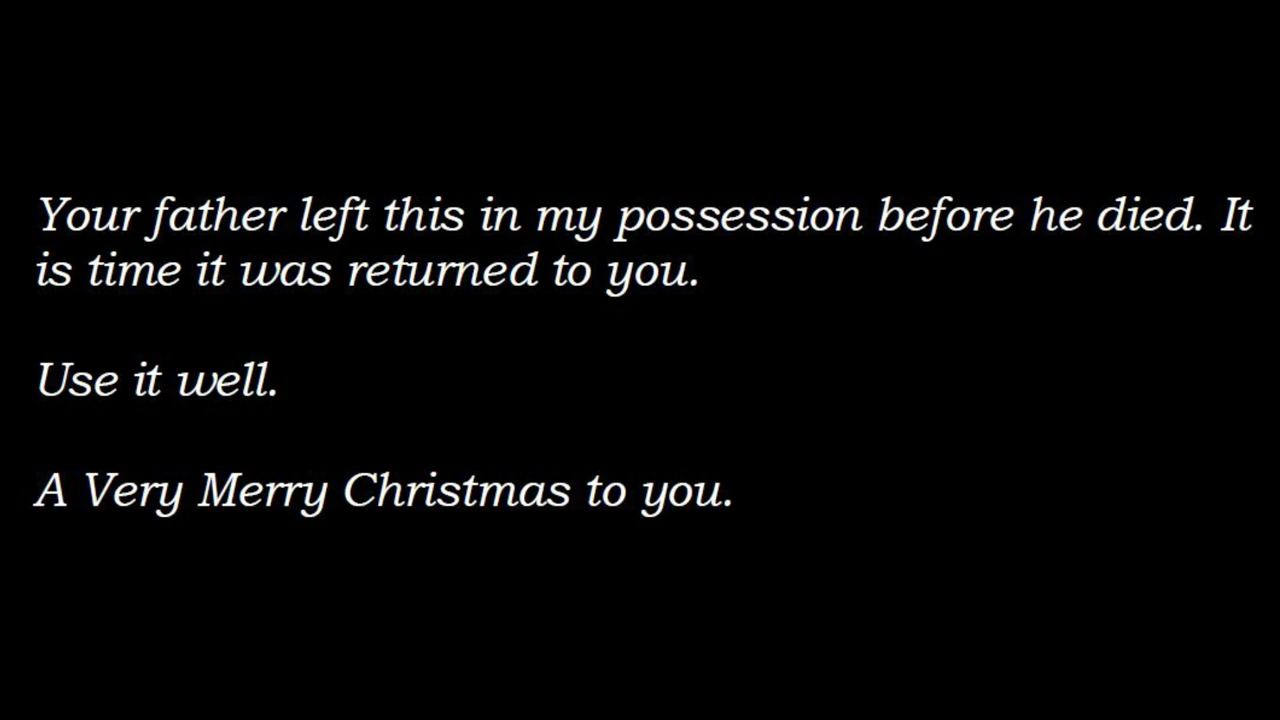 Your father left this in my possession before he died. It
is time it was returned to you.
Use it well.
A Very Merry Christmas to you.